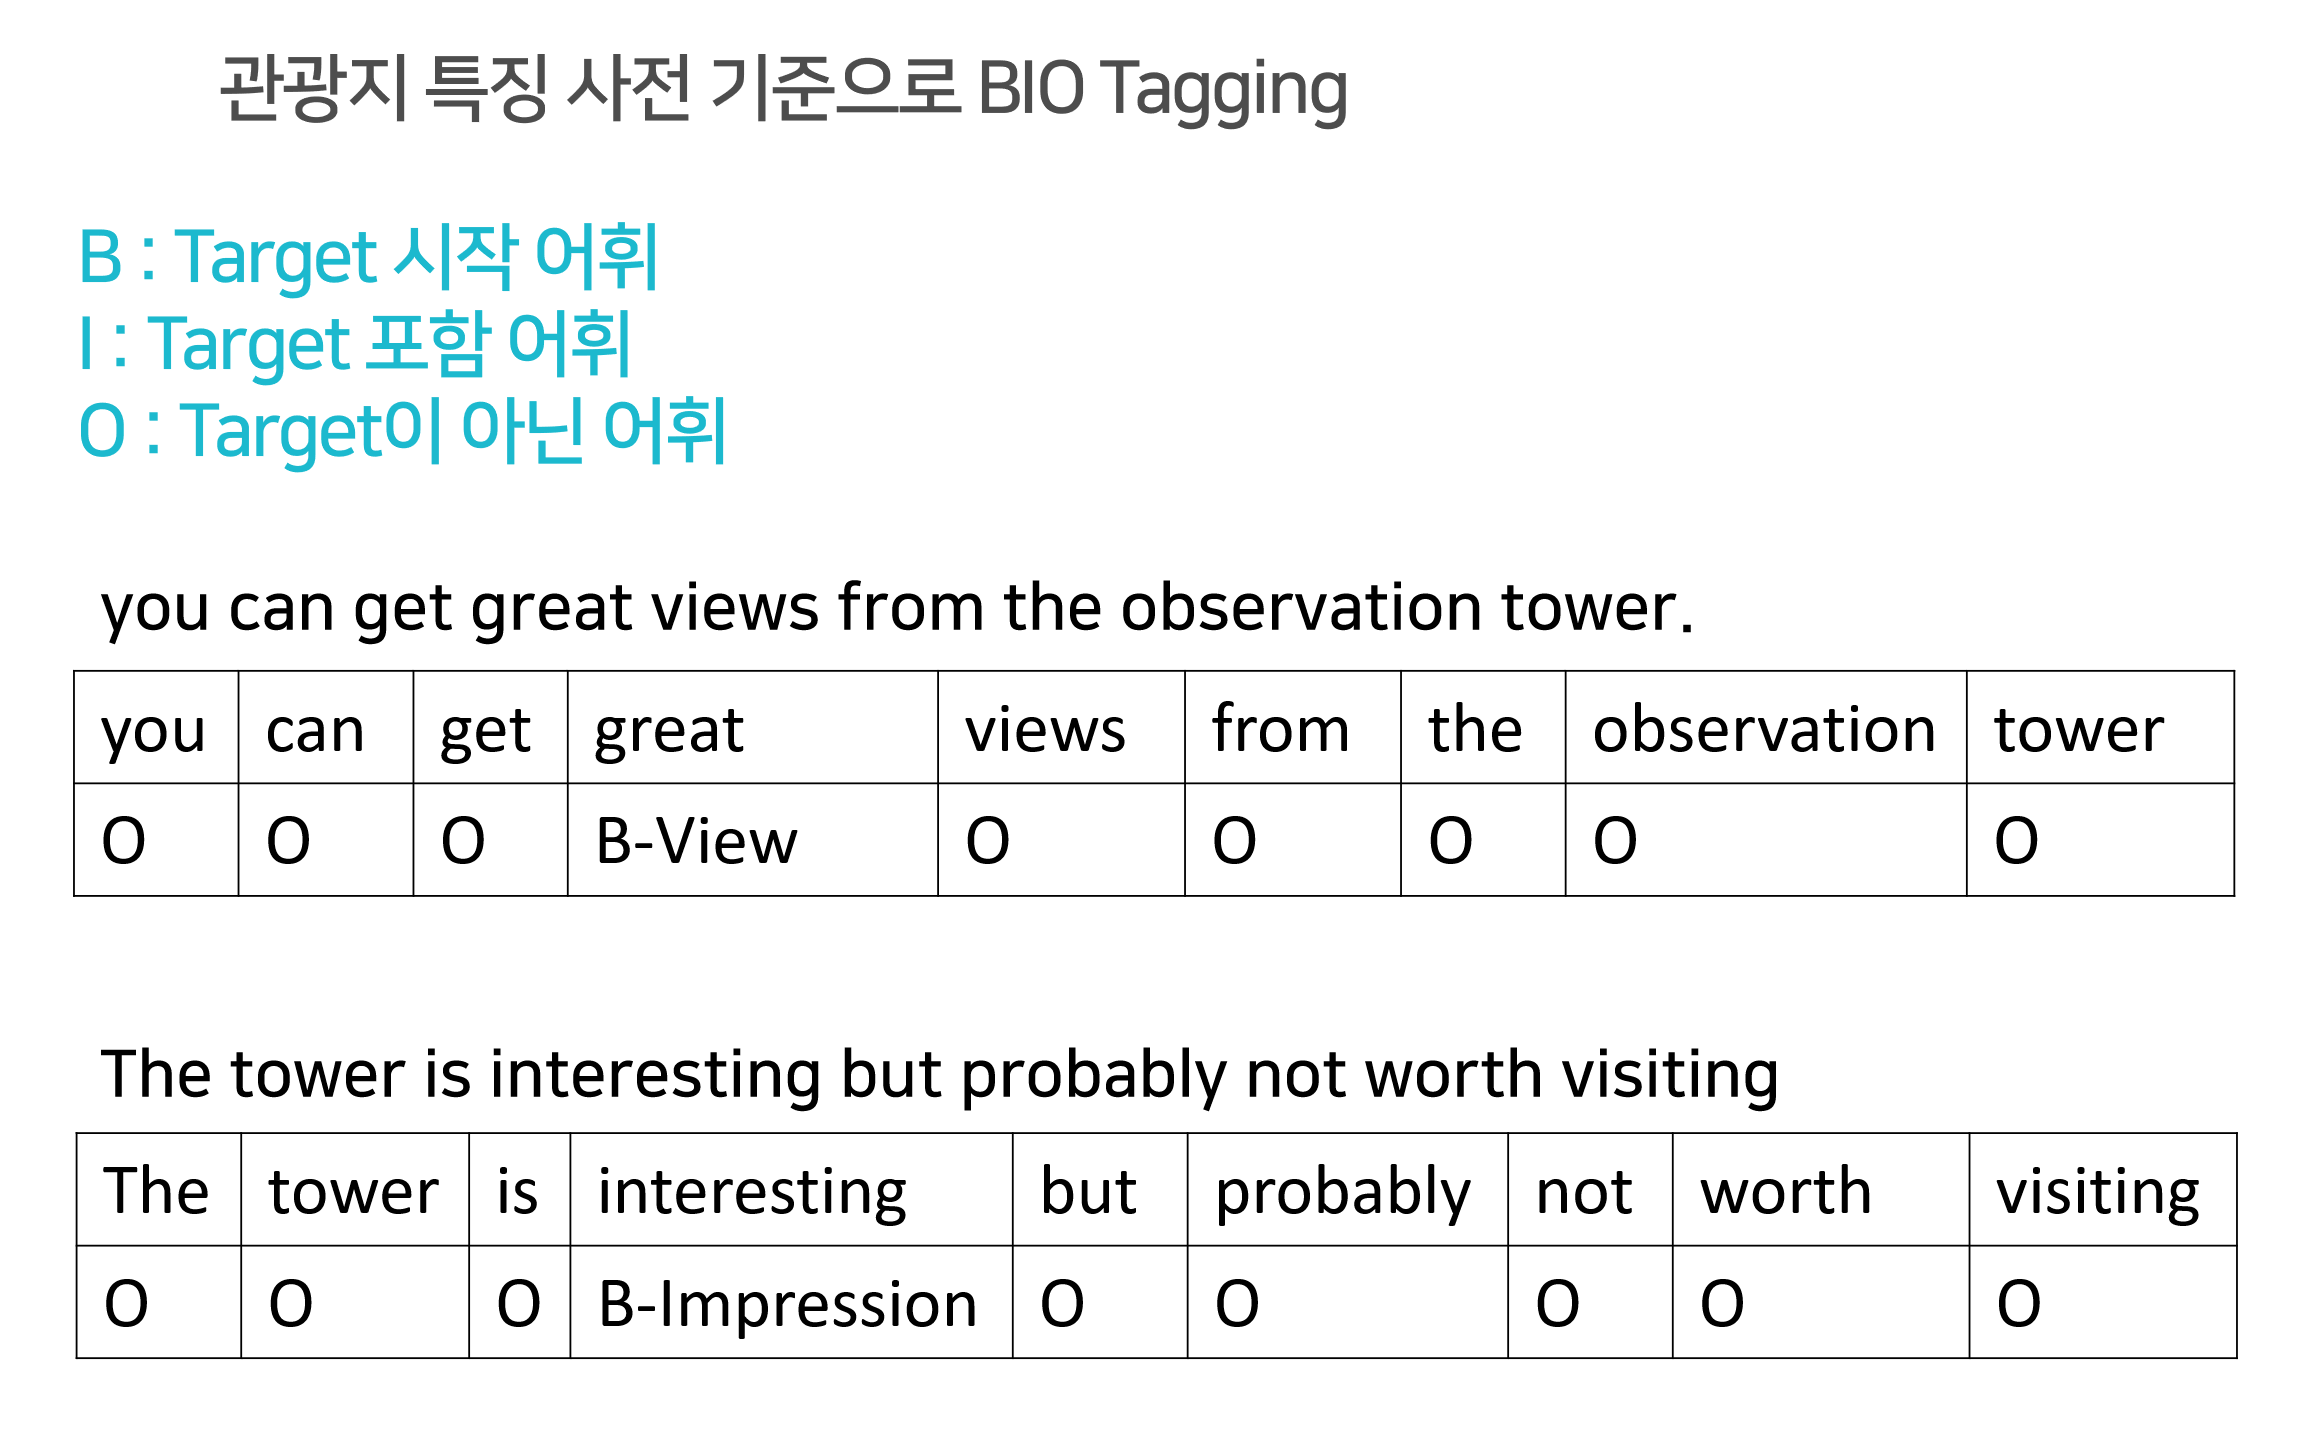 관광지 특징 사전 기준으로 BIO Tagging
B : Target 시작 어휘
I : Target 포함 어휘
O : Target이 아닌 어휘
you can get great views from the observation tower.
you can get great views from the observation tower
O O O B-View O O O O O
The tower is interesting but probably not worth visiting
The tower is interesting but probably not worth visiting
O O O B-Impression O O O O O